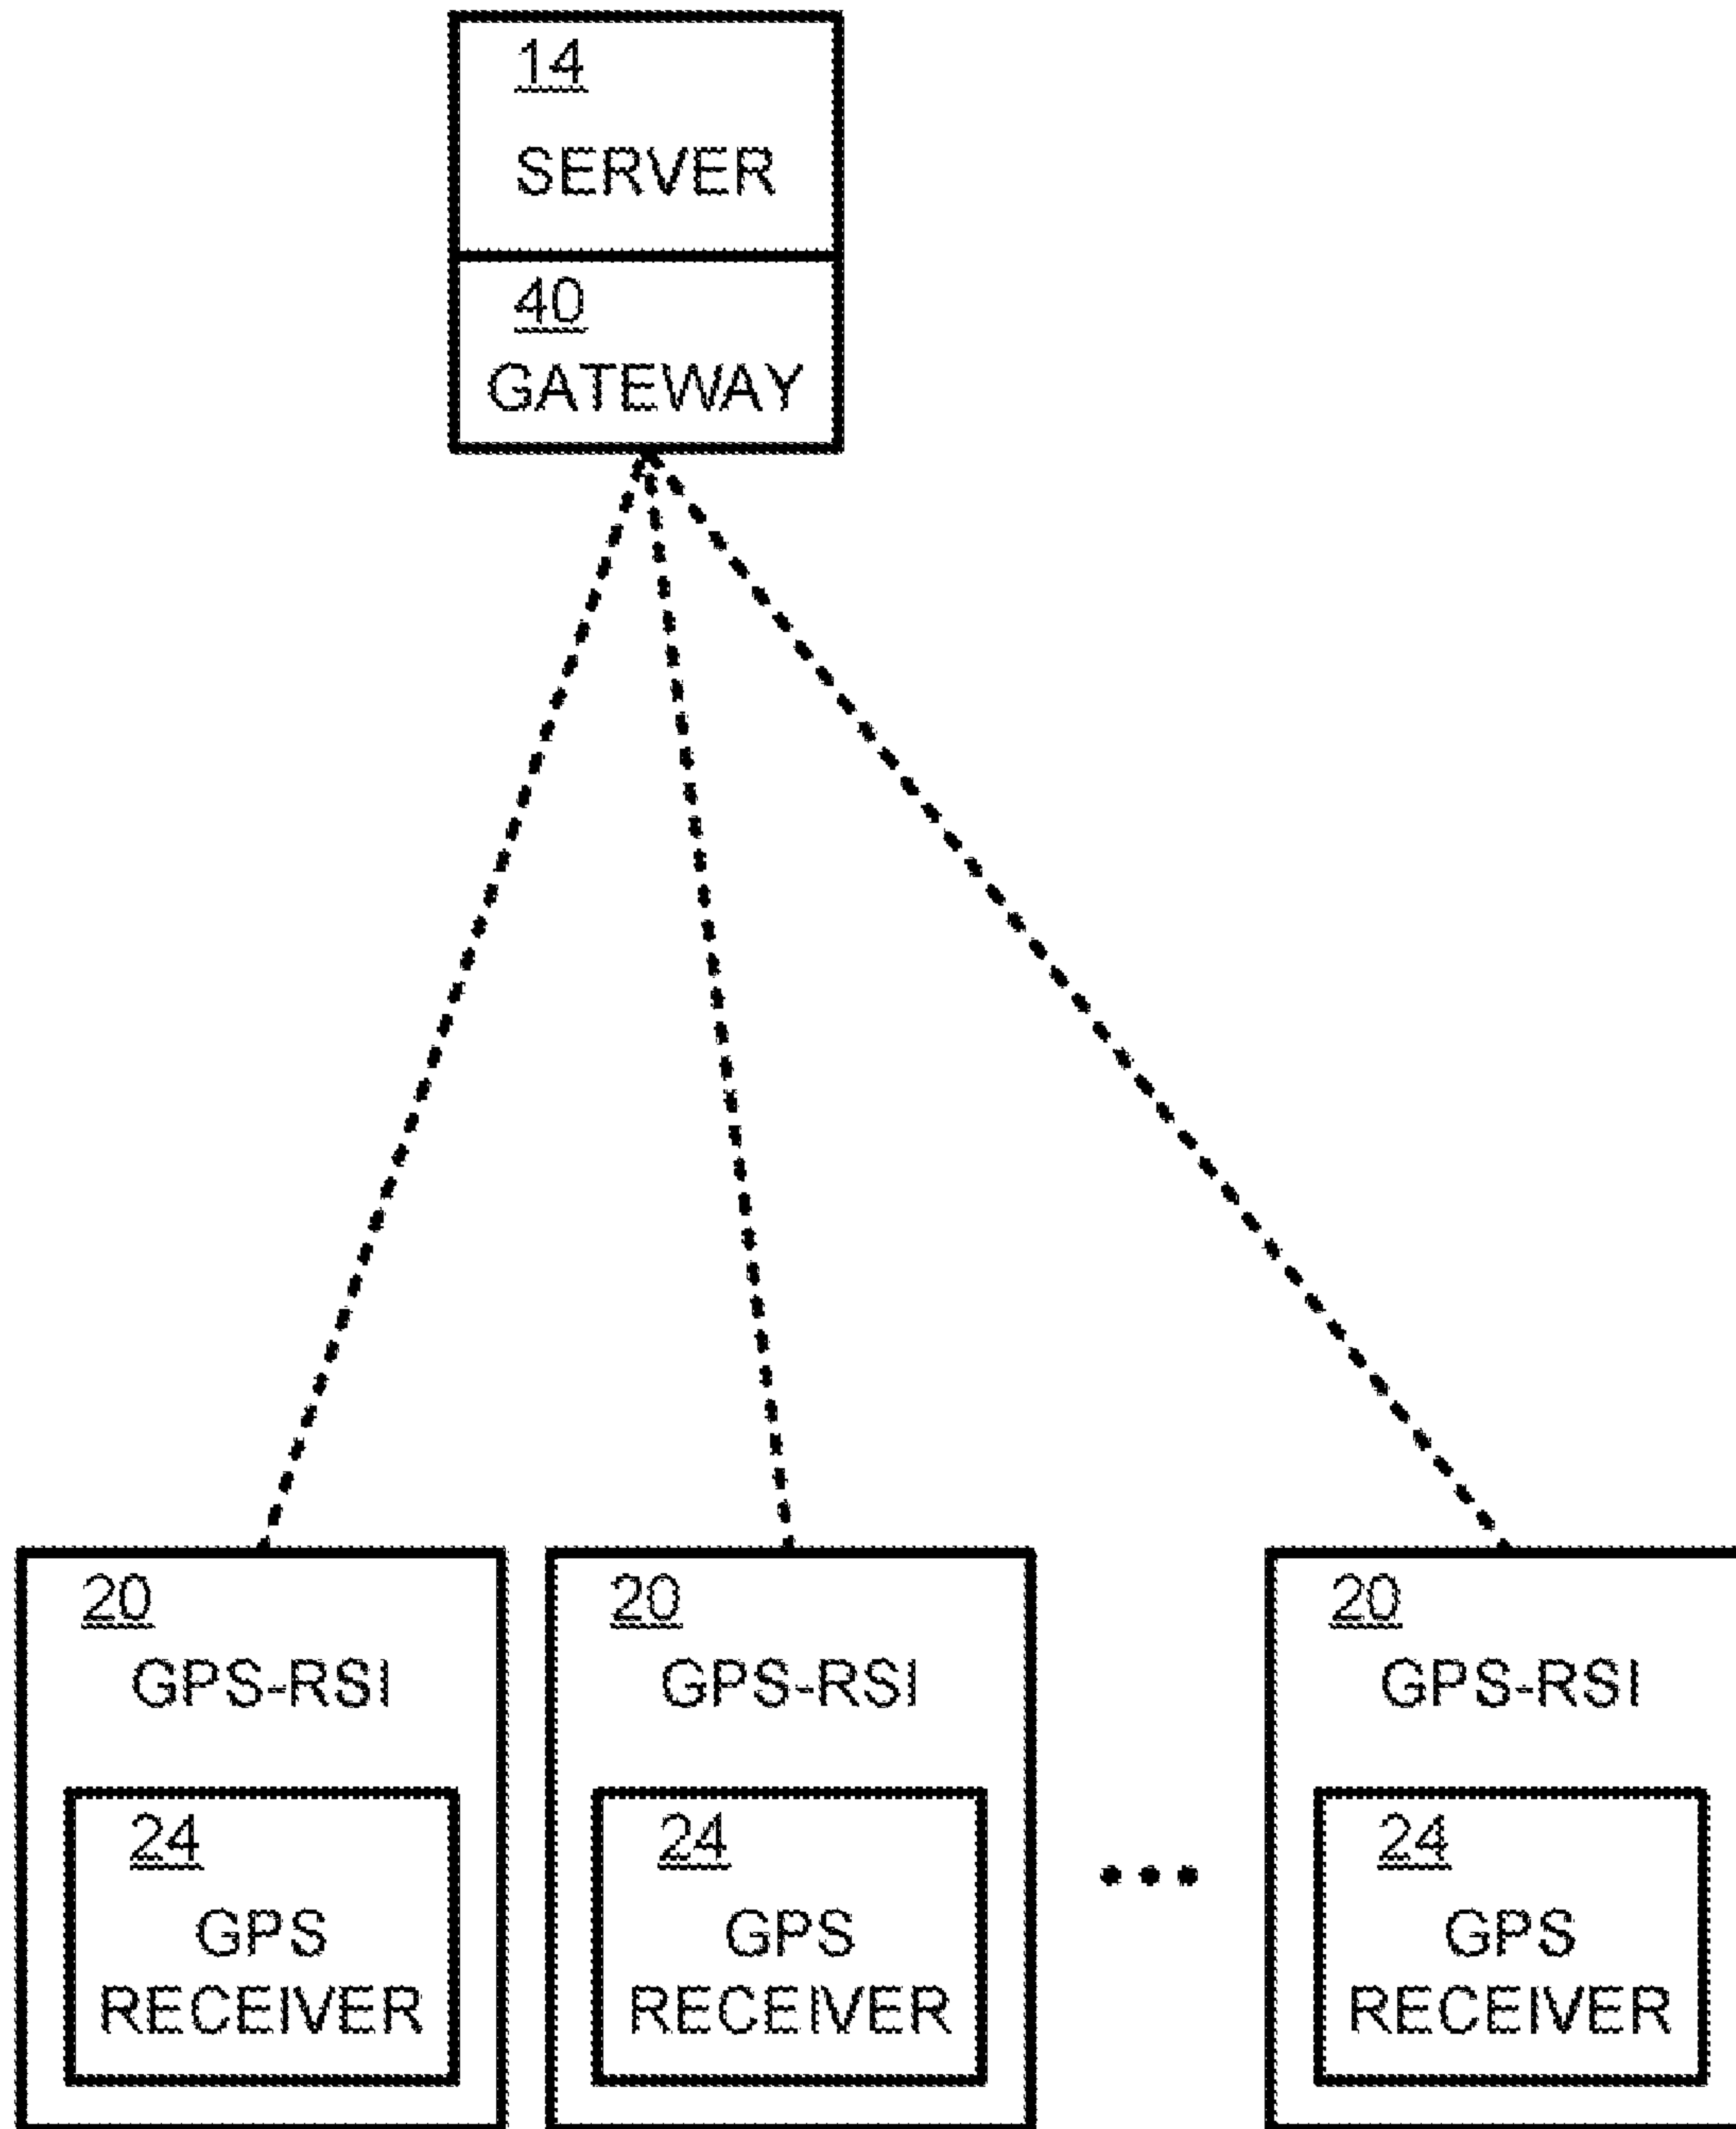 14
SERVER
40
GATEWAY
20
GPS-RSI
24
GPS
RECEIVER
20
GPS-RSI
24
GPS
RECEIVER
...
20
GPS-RSI
24
GPS
RECEIVER